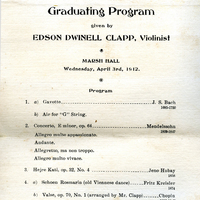 Graduating Program
given by
EDSON DWINELL CLAPP, Violinist
MARSH HALL
Wednesday, April 3rd, 1912.
Program
1. a) Gavotte J. S. Bach
1685-1750
b) Air for "G" String.
2. Concerto, E minor, op. 64 Mendelssohn
Allegro molto appassionato.
Andante.
Allegretto, ma non troppo.
Allegro molto vivace.
3. Hejre Kati, op. 32, No. 4 Jeno Hubay
4. a) Schoen Rosmarin (old Viennese dance) Fritz Kreisler
b) Valse, op. 70, No. 1 (arranged by Mr. Clapp) Chopin